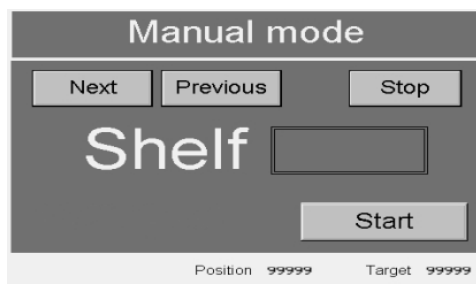 Manual mode
Next Previous Stop
Shelf
Start
Position 99999 Target 99999